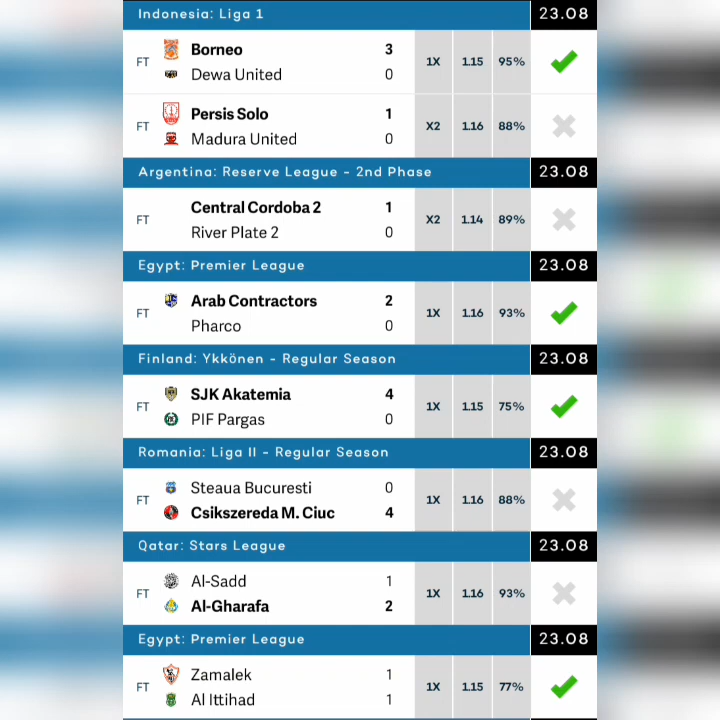 Indonesia: Liga 1 23.08
Borneo 3
FT 1X 1.15 95%
Dewa United 0
Persis Solo 1
FT X2 1.16 88%
Madura United 0
Argentina: Reserve League - 2nd Phase 23.08
Central Cordoba 2 1
FT X2 1.14 89%
River Plate 2 0
Egypt: Premier League 23.08
Arab Contractors 2
FT 1X 1.16 93%
Pharco 0
Finland: Ykkönen - Regular Season 23.08
SJK Akatemia 4
FT 1X 1.15 75%
PIF Pargas 0
Romania: Liga II - Regular Season 23.08
Steaua Bucuresti 0
FT 1X 1.16 88%
Csikszereda M. Ciuc 4
Qatar: Stars League 23.08
Al-Sadd 1
FT 1X 1.16 93%
Al-Gharafa 2
Egypt: Premier League 23.08
Zamalek 1
FT 1X 1.15 77%
Al Ittihad 1